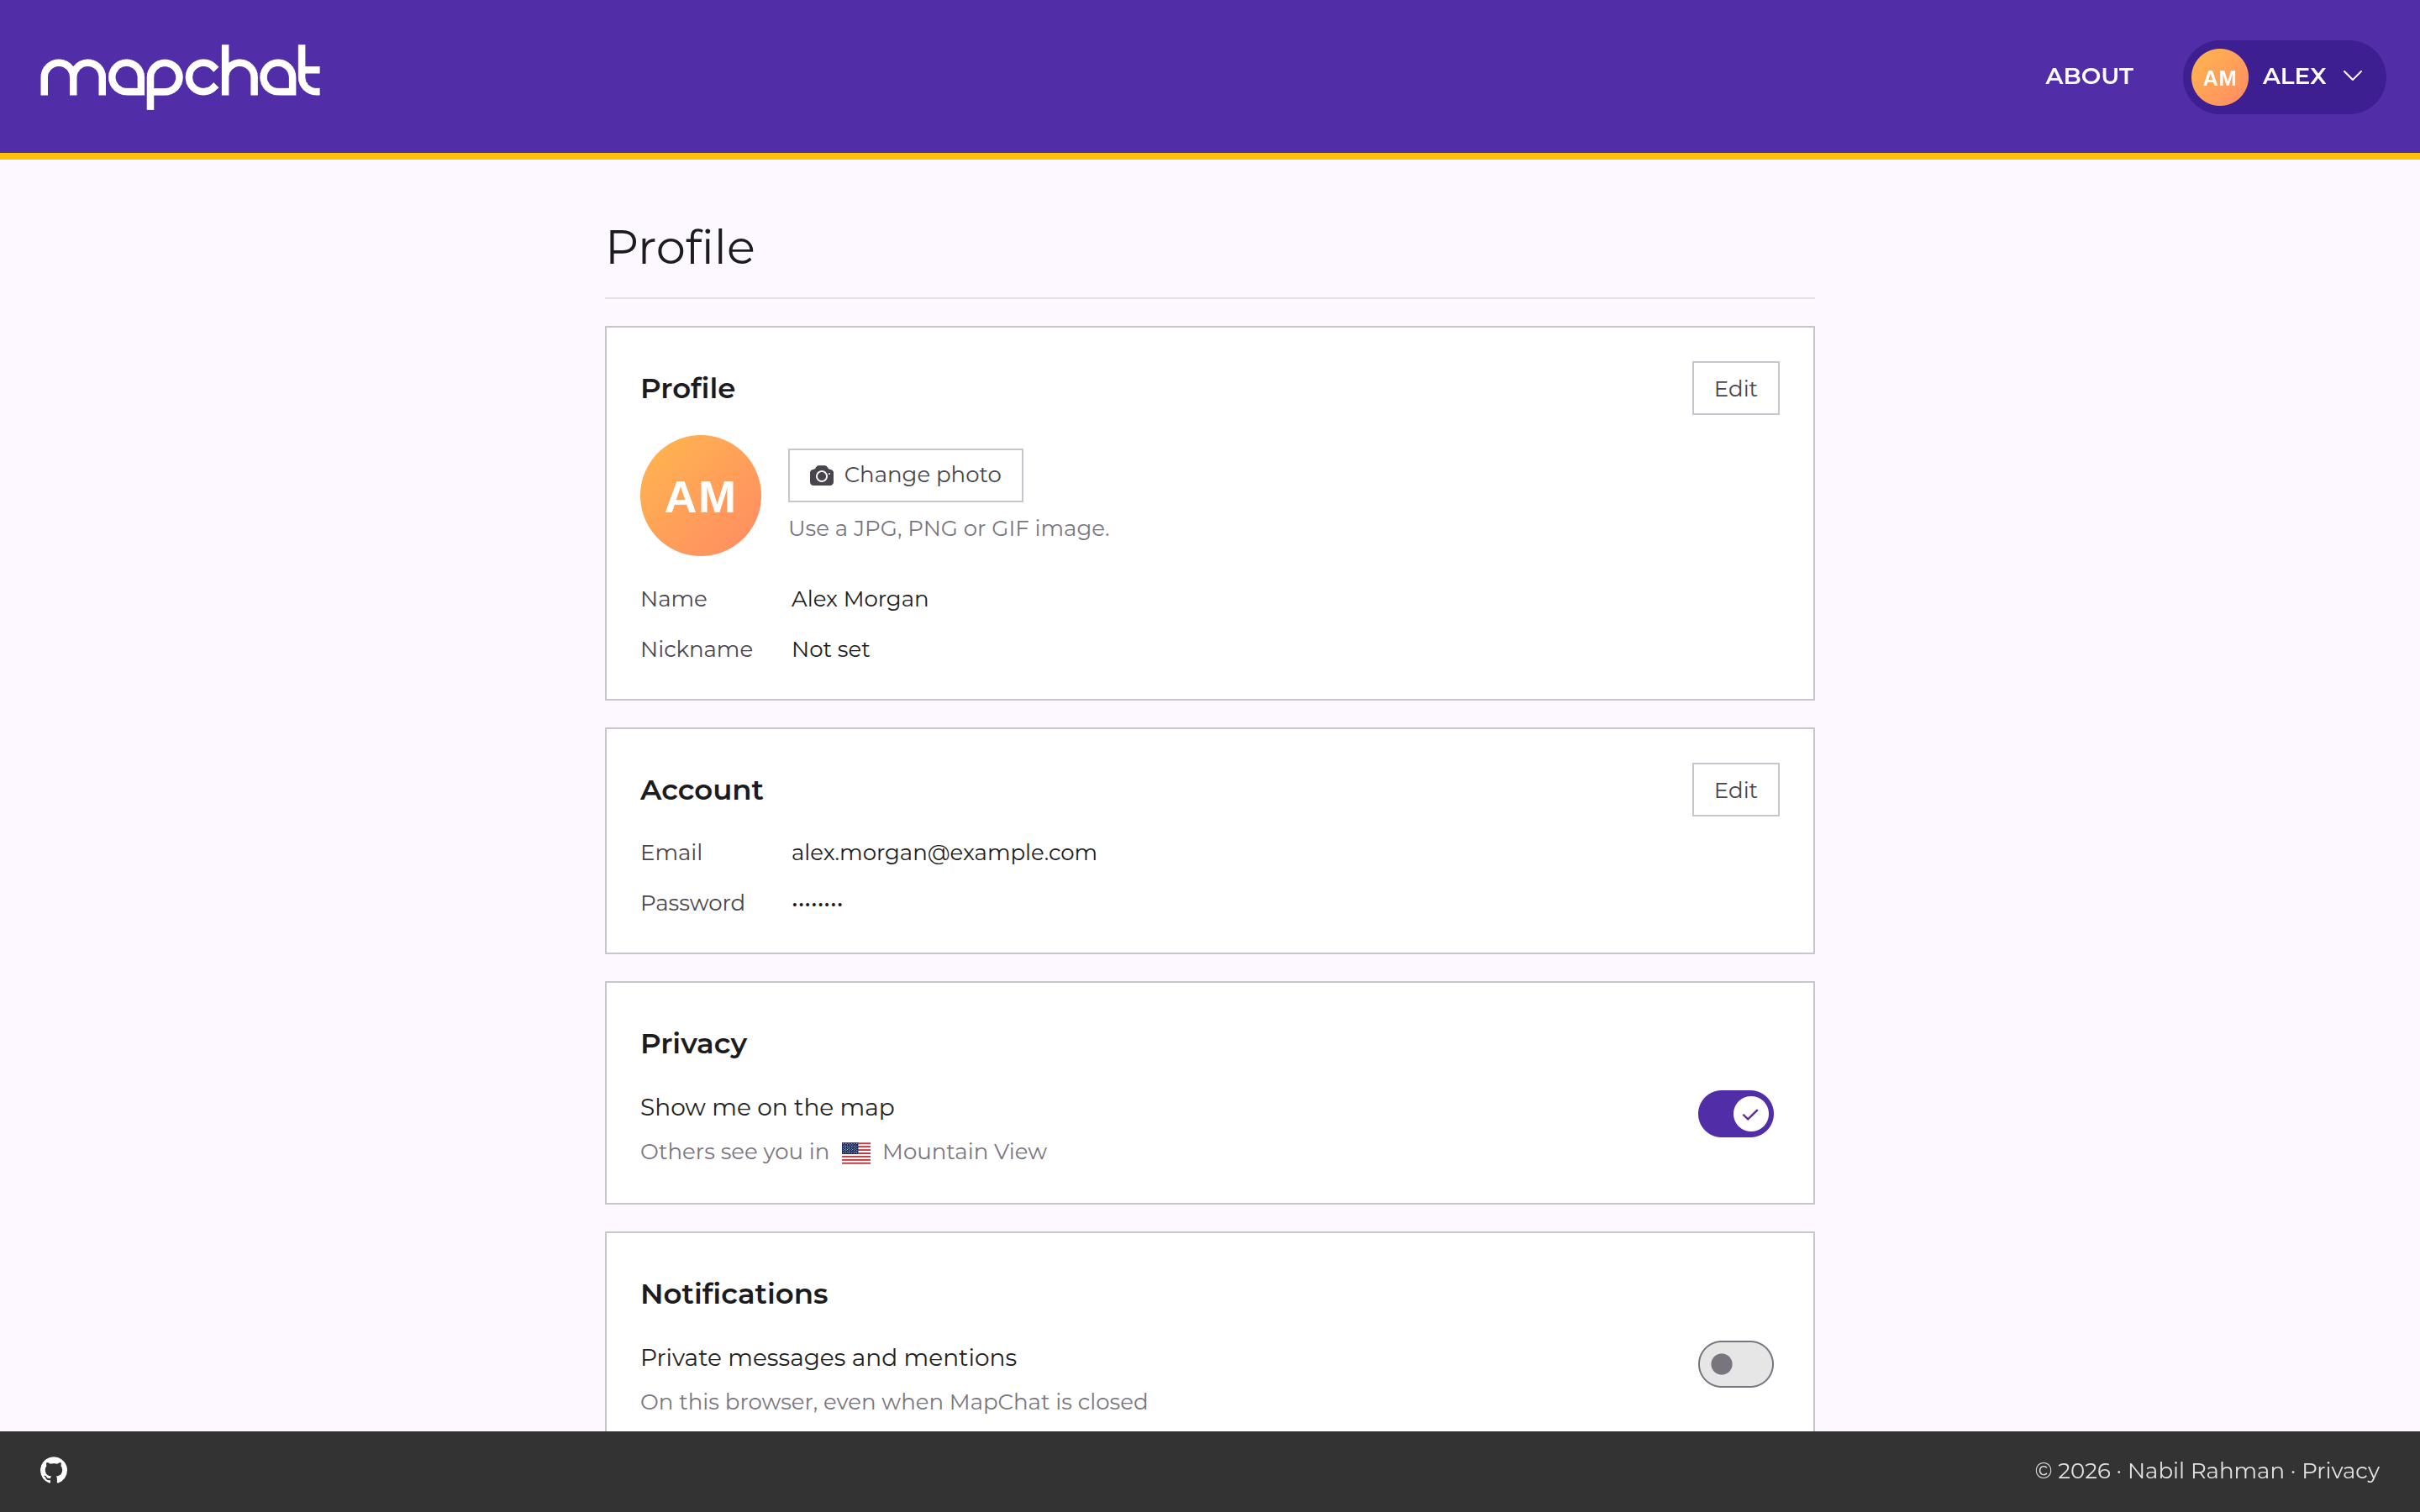 mapchat
ABOUT
AM
ALEX
Profile
Profile
Edit
AM
Change photo
Use a JPG, PNG or GIF image.
Name
Alex Morgan
Nickname
Not set
Account
Edit
Email
alex.morgan@example.com
Password
••••••••
Privacy
Show me on the map
Others see you in Mountain View
Notifications
Private messages and mentions
On this browser, even when MapChat is closed
© 2026 · Nabil Rahman · Privacy